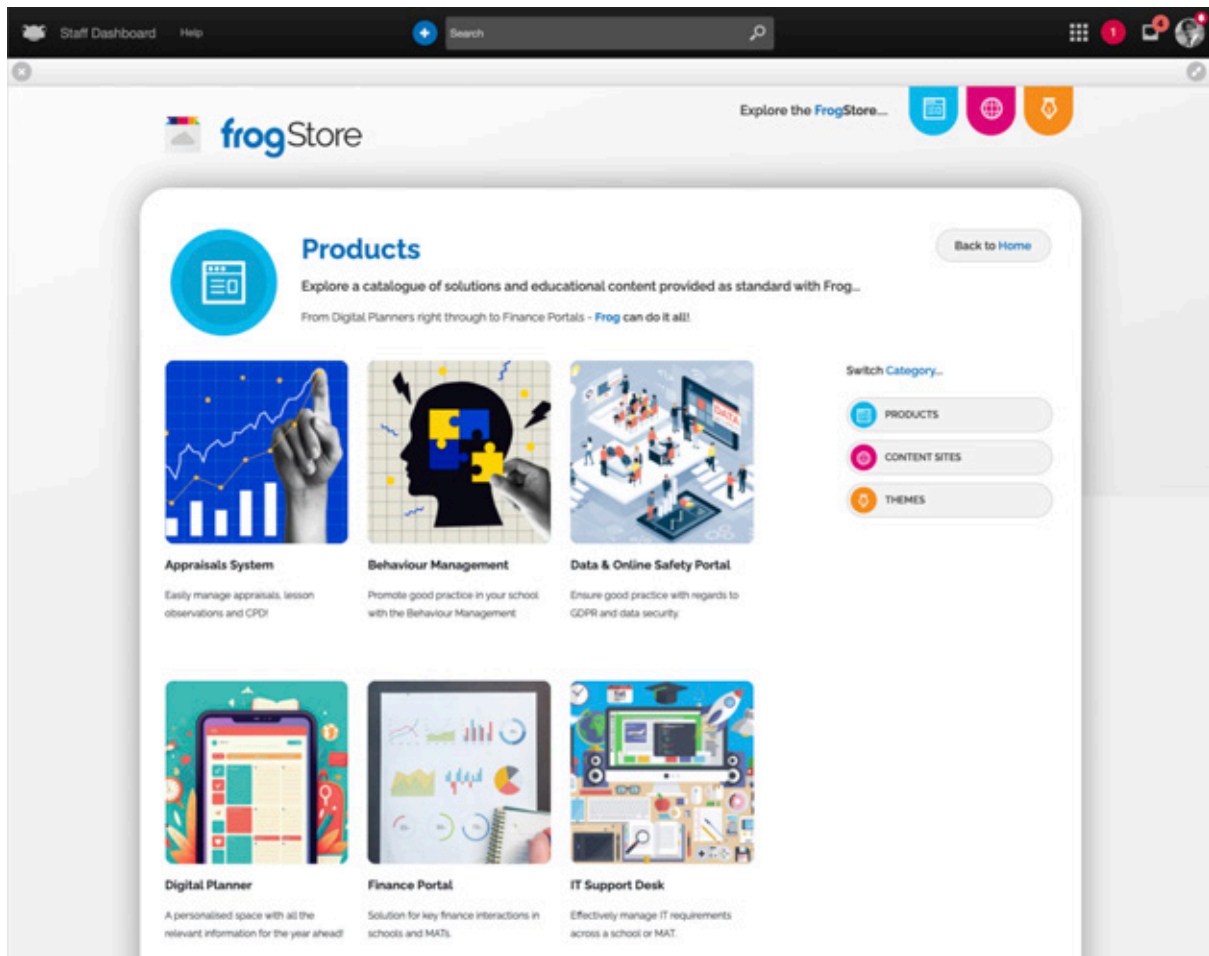 Staff Dashboard Help Search 1 4
Explore the FrogStore....
frogStore
Products
Back to Home
Explore a catalogue of solutions and educational content provided as standard with Frog...
From Digital Planners right through to Finance Portals - Frog can do it all!
Switch Category...
PRODUCTS
CONTENT SITES
THEMES
DATA
Appraisals System
Easily manage appraisals, lesson
observations and CPD!
Behaviour Management
Promote good practice in your school
with the Behaviour Management
Data & Online Safety Portal
Ensure good practice with regards to
GDPR and data security.
Digital Planner
A personalised space with all the
relevant information for the year ahead!
Finance Portal
Solution for key finance interactions in
schools and MATs.
IT Support Desk
Effectively manage IT requirements
across a school or MAT.